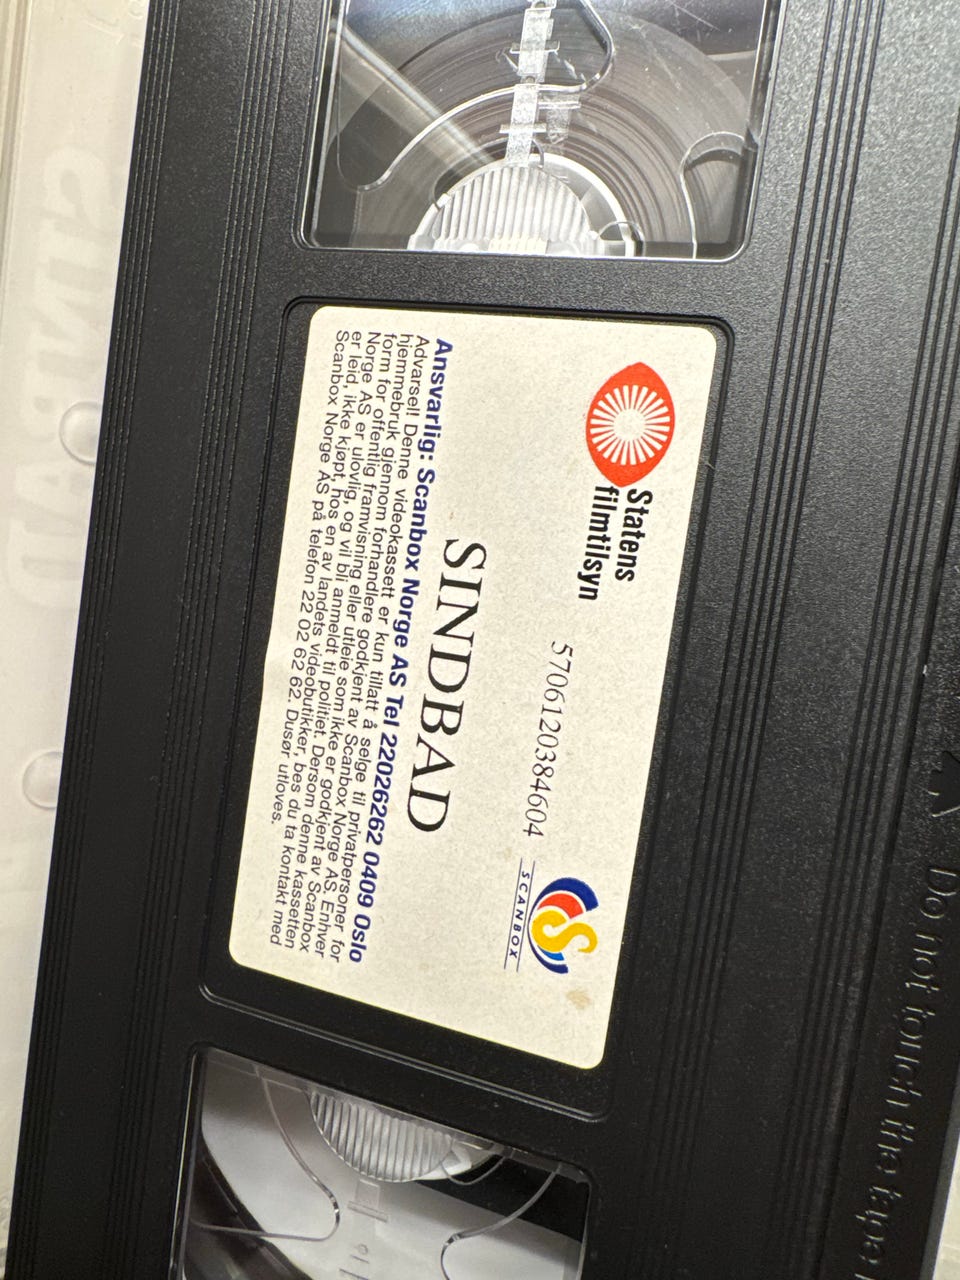 Statens
filmtilsyn
5706120384604
SCANBOX
SINDBAD
Ansvarlig: Scanbox Norge AS Tel 22026262 0409 Oslo
Advarsel! Denne videokassett er kun tillatt å selge til privatpersoner for
hjemmebruk gjennom forhandlere godkjent av Scanbox Norge AS. Enhver
form for offentlig framvisning eller utleie som ikke er godkjent av Scanbox
Norge AS er ulovlig, og vil bli anmeldt til politiet. Dersom denne kassetten
er leid, ikke kjøpt, hos en av landets videobutikker, bes du ta kontakt med
Scanbox Norge AS på telefon 22 02 62 62. Dusør utloves.
Do not touch the tape